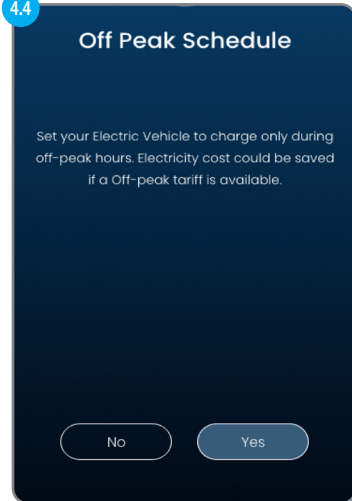 4.4
Off Peak Schedule
Set your Electric Vehicle to charge only during
off-peak hours. Electricity cost could be saved
if a Off-peak tariff is available.
No
Yes